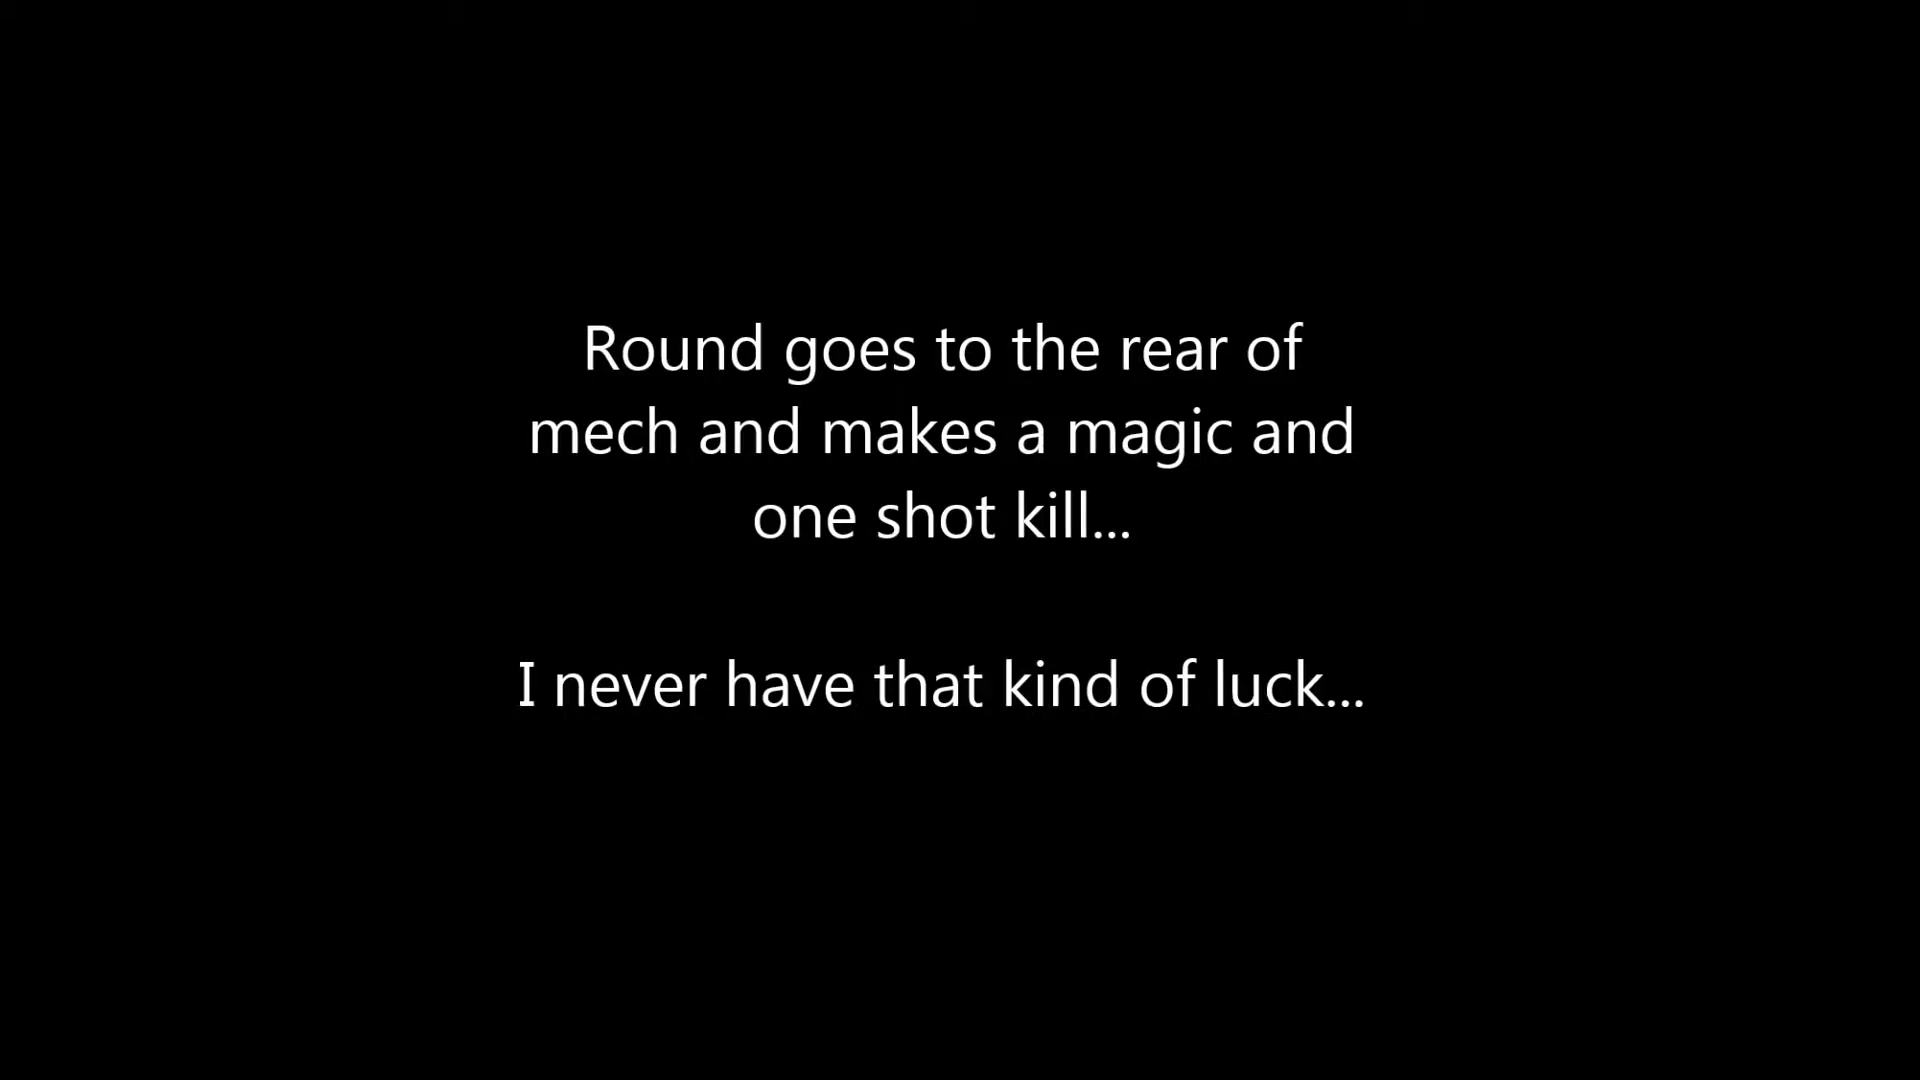 Round goes to the rear of
mech and makes a magic and
one shot kill...
I never have that kind of luck...